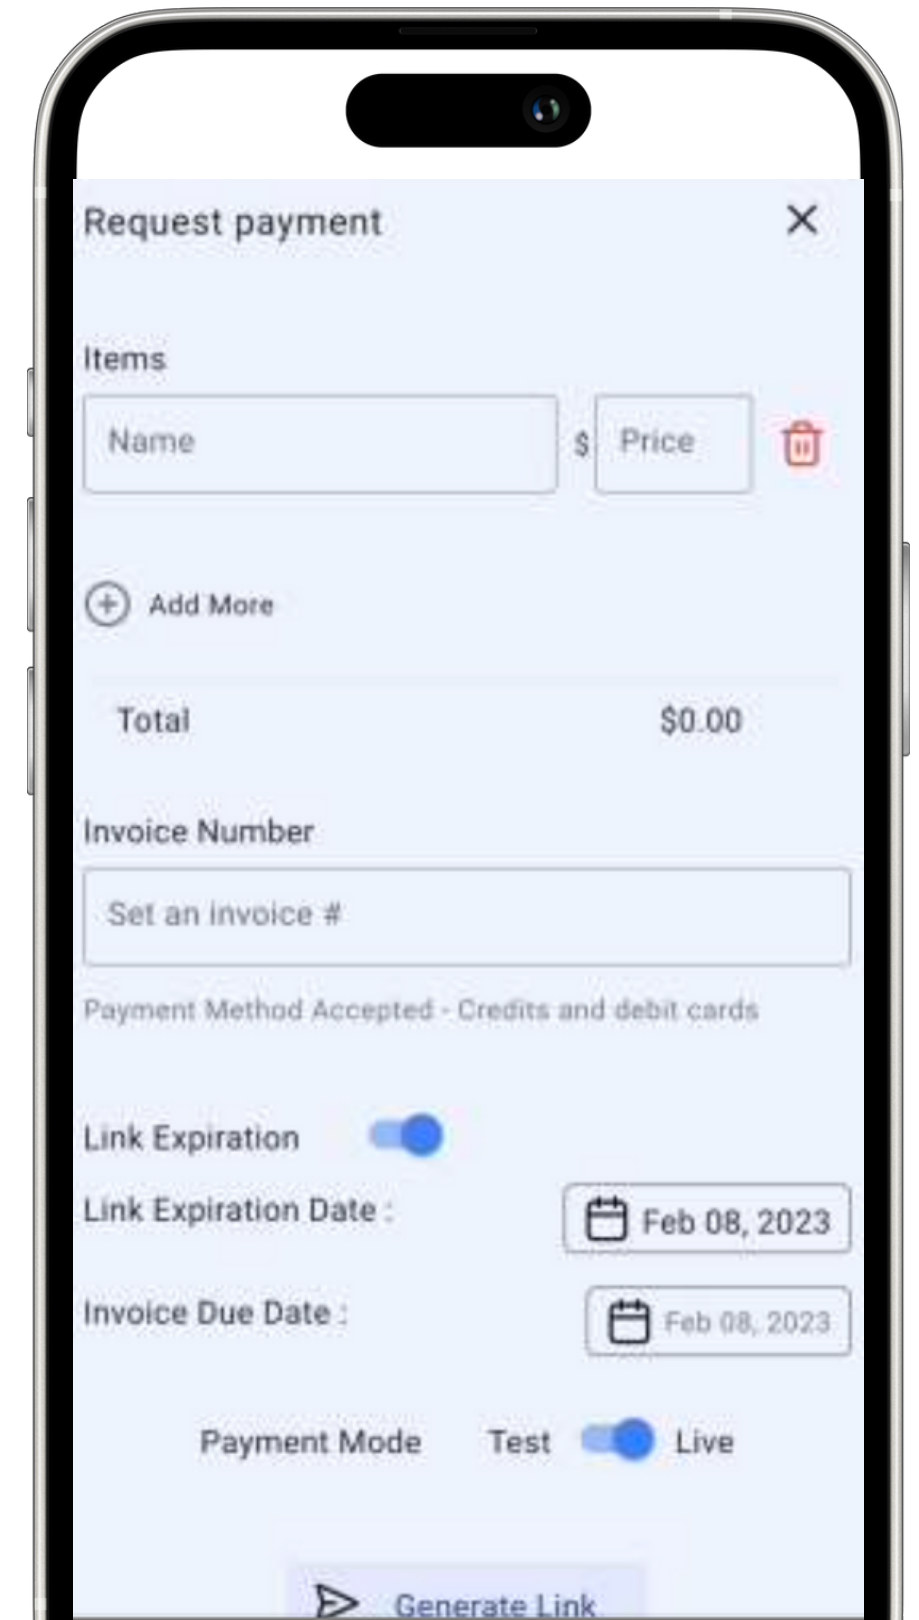 Request payment
Items
Name $ Price
Add More
Total $0.00
Invoice Number
Set an invoice #
Payment Method Accepted - Credits and debit cards
Link Expiration
Link Expiration Date : Feb 08, 2023
Invoice Due Date : Feb 08, 2023
Payment Mode Test Live
Generate Link